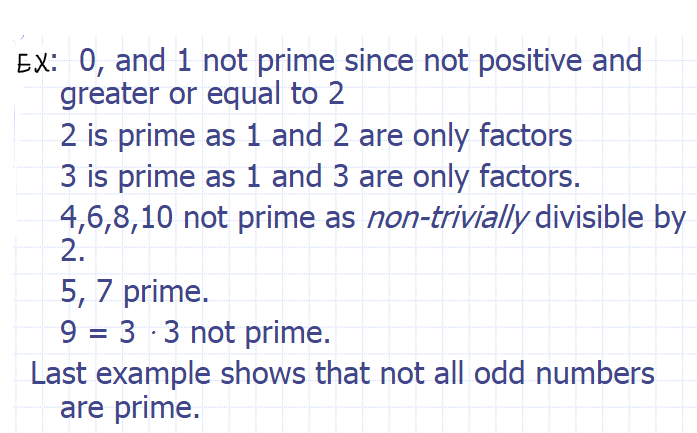 EX: 0, and 1 not prime since not positive and
greater or equal to 2
2 is prime as 1 and 2 are only factors
3 is prime as 1 and 3 are only factors.
4,6,8,10 not prime as non-trivially divisible by
2.
5, 7 prime.
9 = 3 · 3 not prime.
Last example shows that not all odd numbers
are prime.